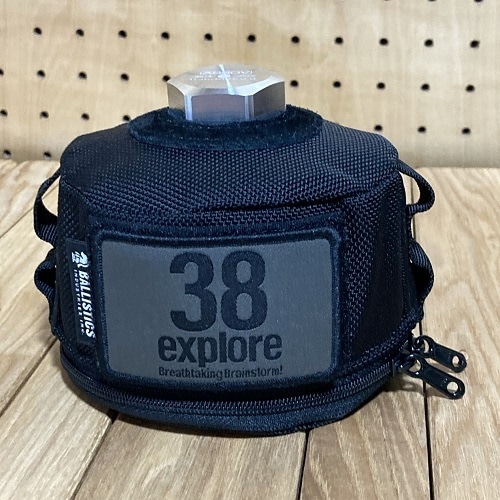 38
explore
Breathtaking Brainstorm!
BALLISTICS